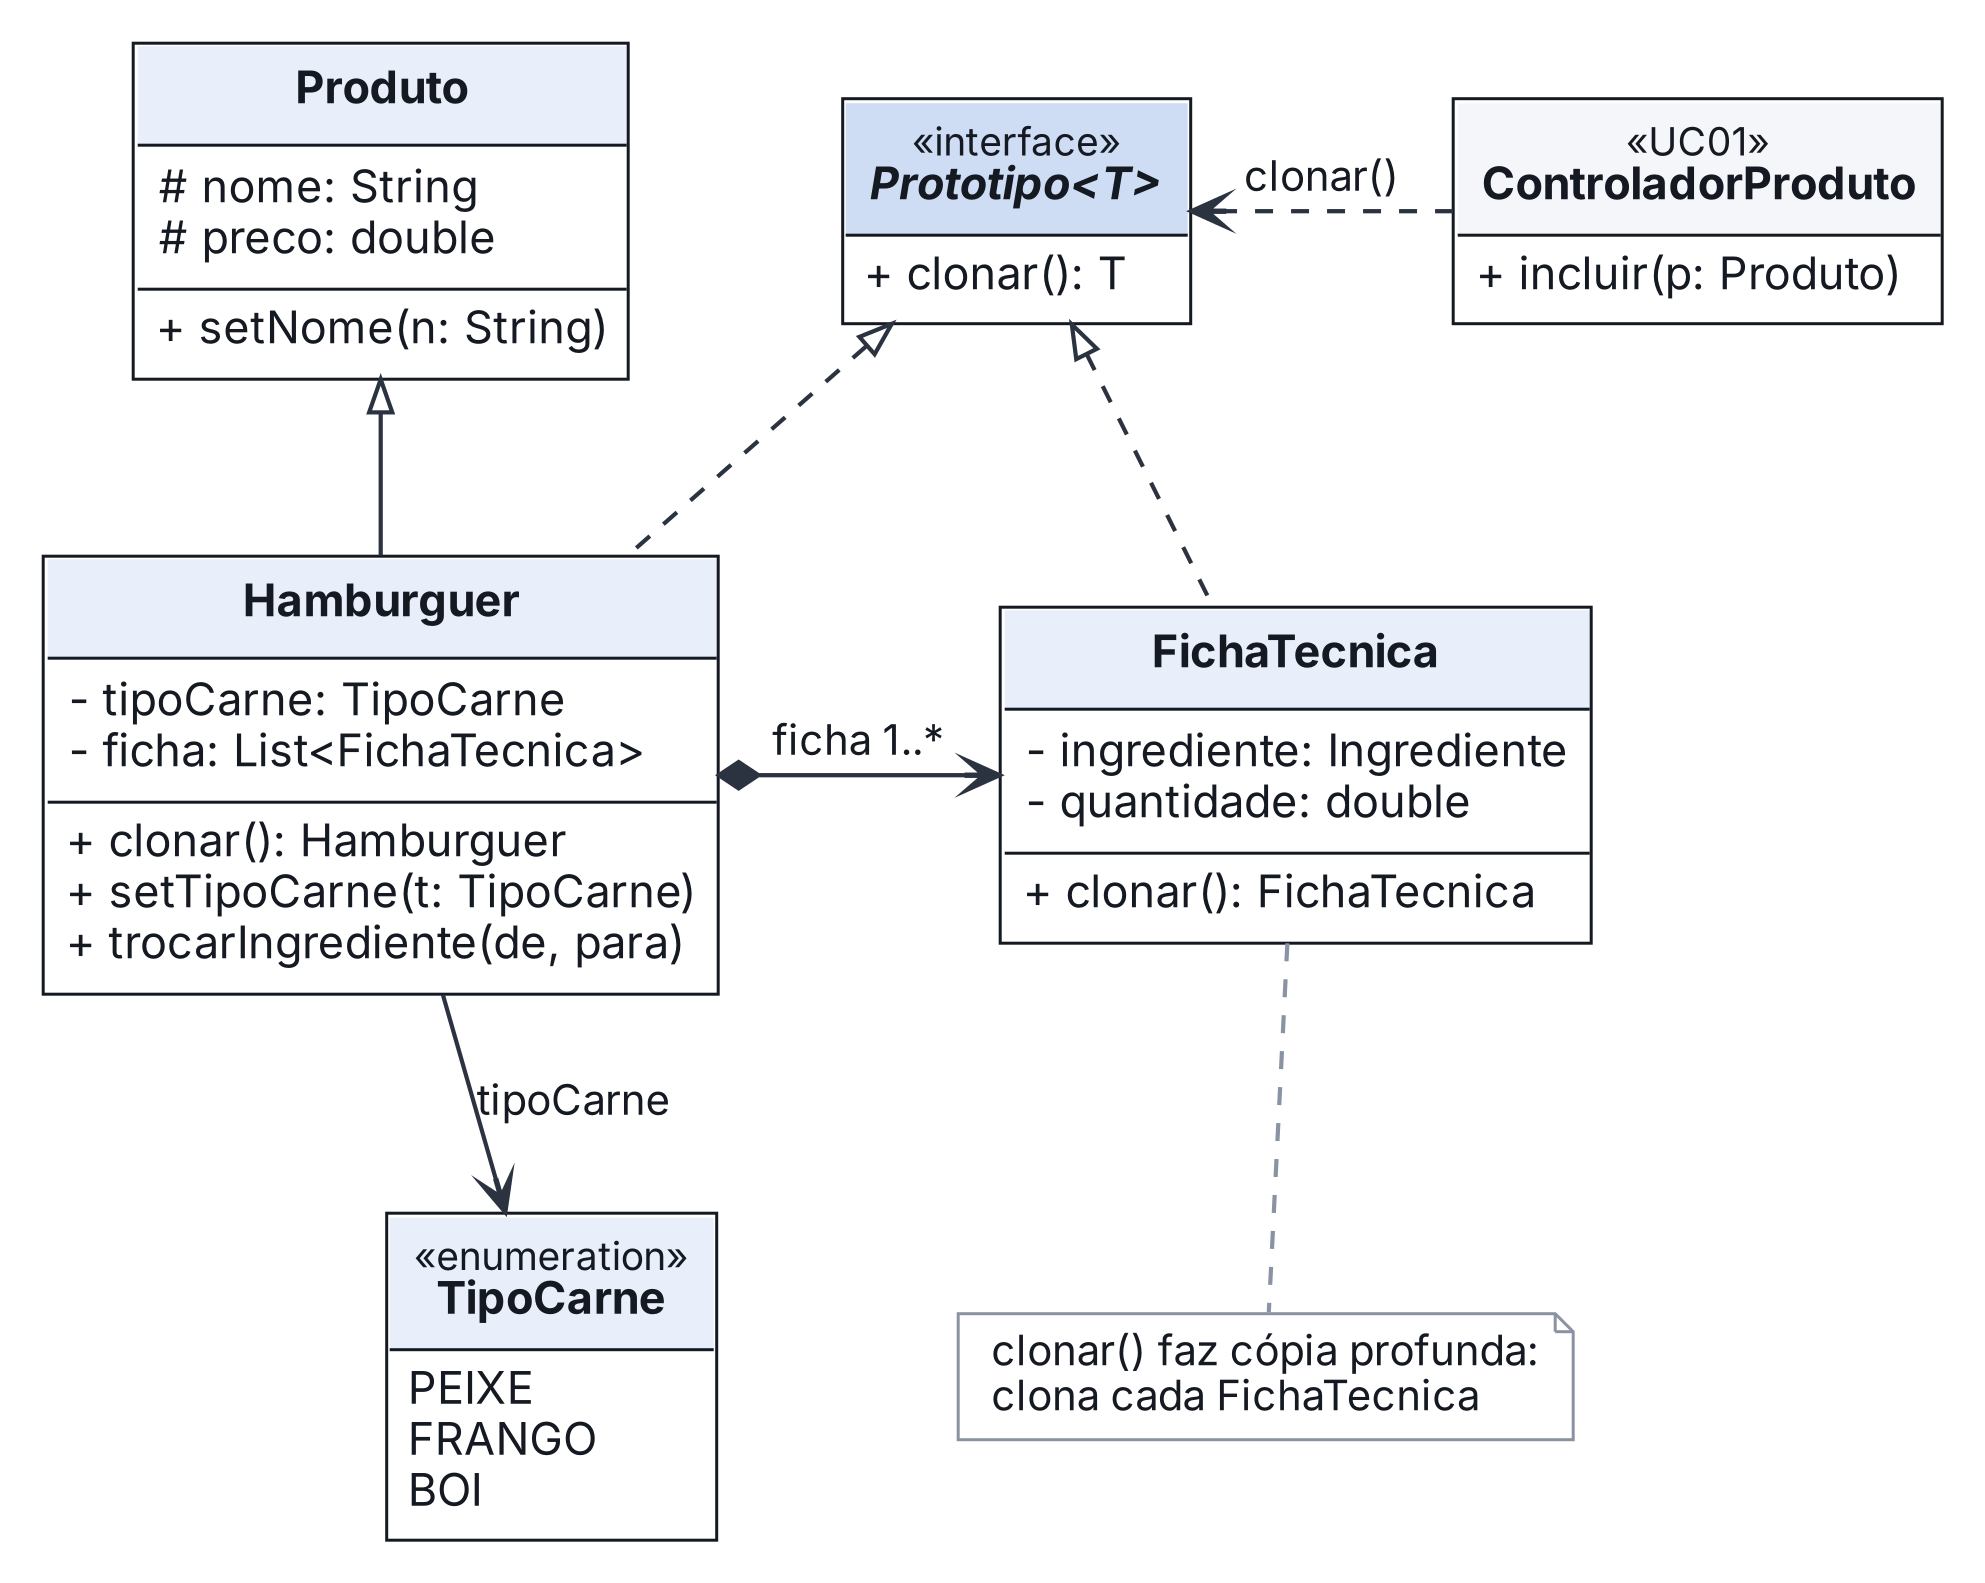 Produto
# nome: String
# preco: double
+ setNome(n: String)
«interface»
Prototipo<T>
+ clonar(): T
clonar()
«UC01»
ControladorProduto
+ incluir(p: Produto)
Hamburguer
- tipoCarne: TipoCarne
- ficha: List<FichaTecnica>
+ clonar(): Hamburguer
+ setTipoCarne(t: TipoCarne)
+ trocarIngrediente(de, para)
ficha 1..*
FichaTecnica
- ingrediente: Ingrediente
- quantidade: double
+ clonar(): FichaTecnica
tipoCarne
«enumeration»
TipoCarne
PEIXE
FRANGO
BOI
clonar() faz cópia profunda:
clona cada FichaTecnica